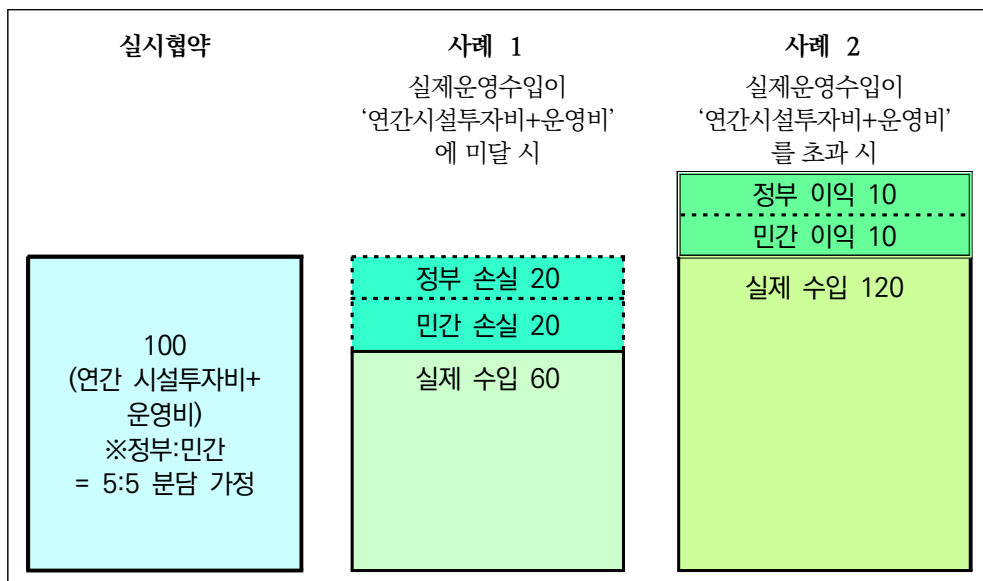 실시협약
100
(연간 시설투자비+
운영비)
※정부:민간
= 5:5 분담 가정
사례 1
실제운영수입이
‘연간시설투자비+운영비’
에 미달 시
정부 손실 20
민간 손실 20
실제 수입 60
사례 2
실제운영수입이
‘연간시설투자비+운영비’
를 초과 시
정부 이익 10
민간 이익 10
실제 수입 120